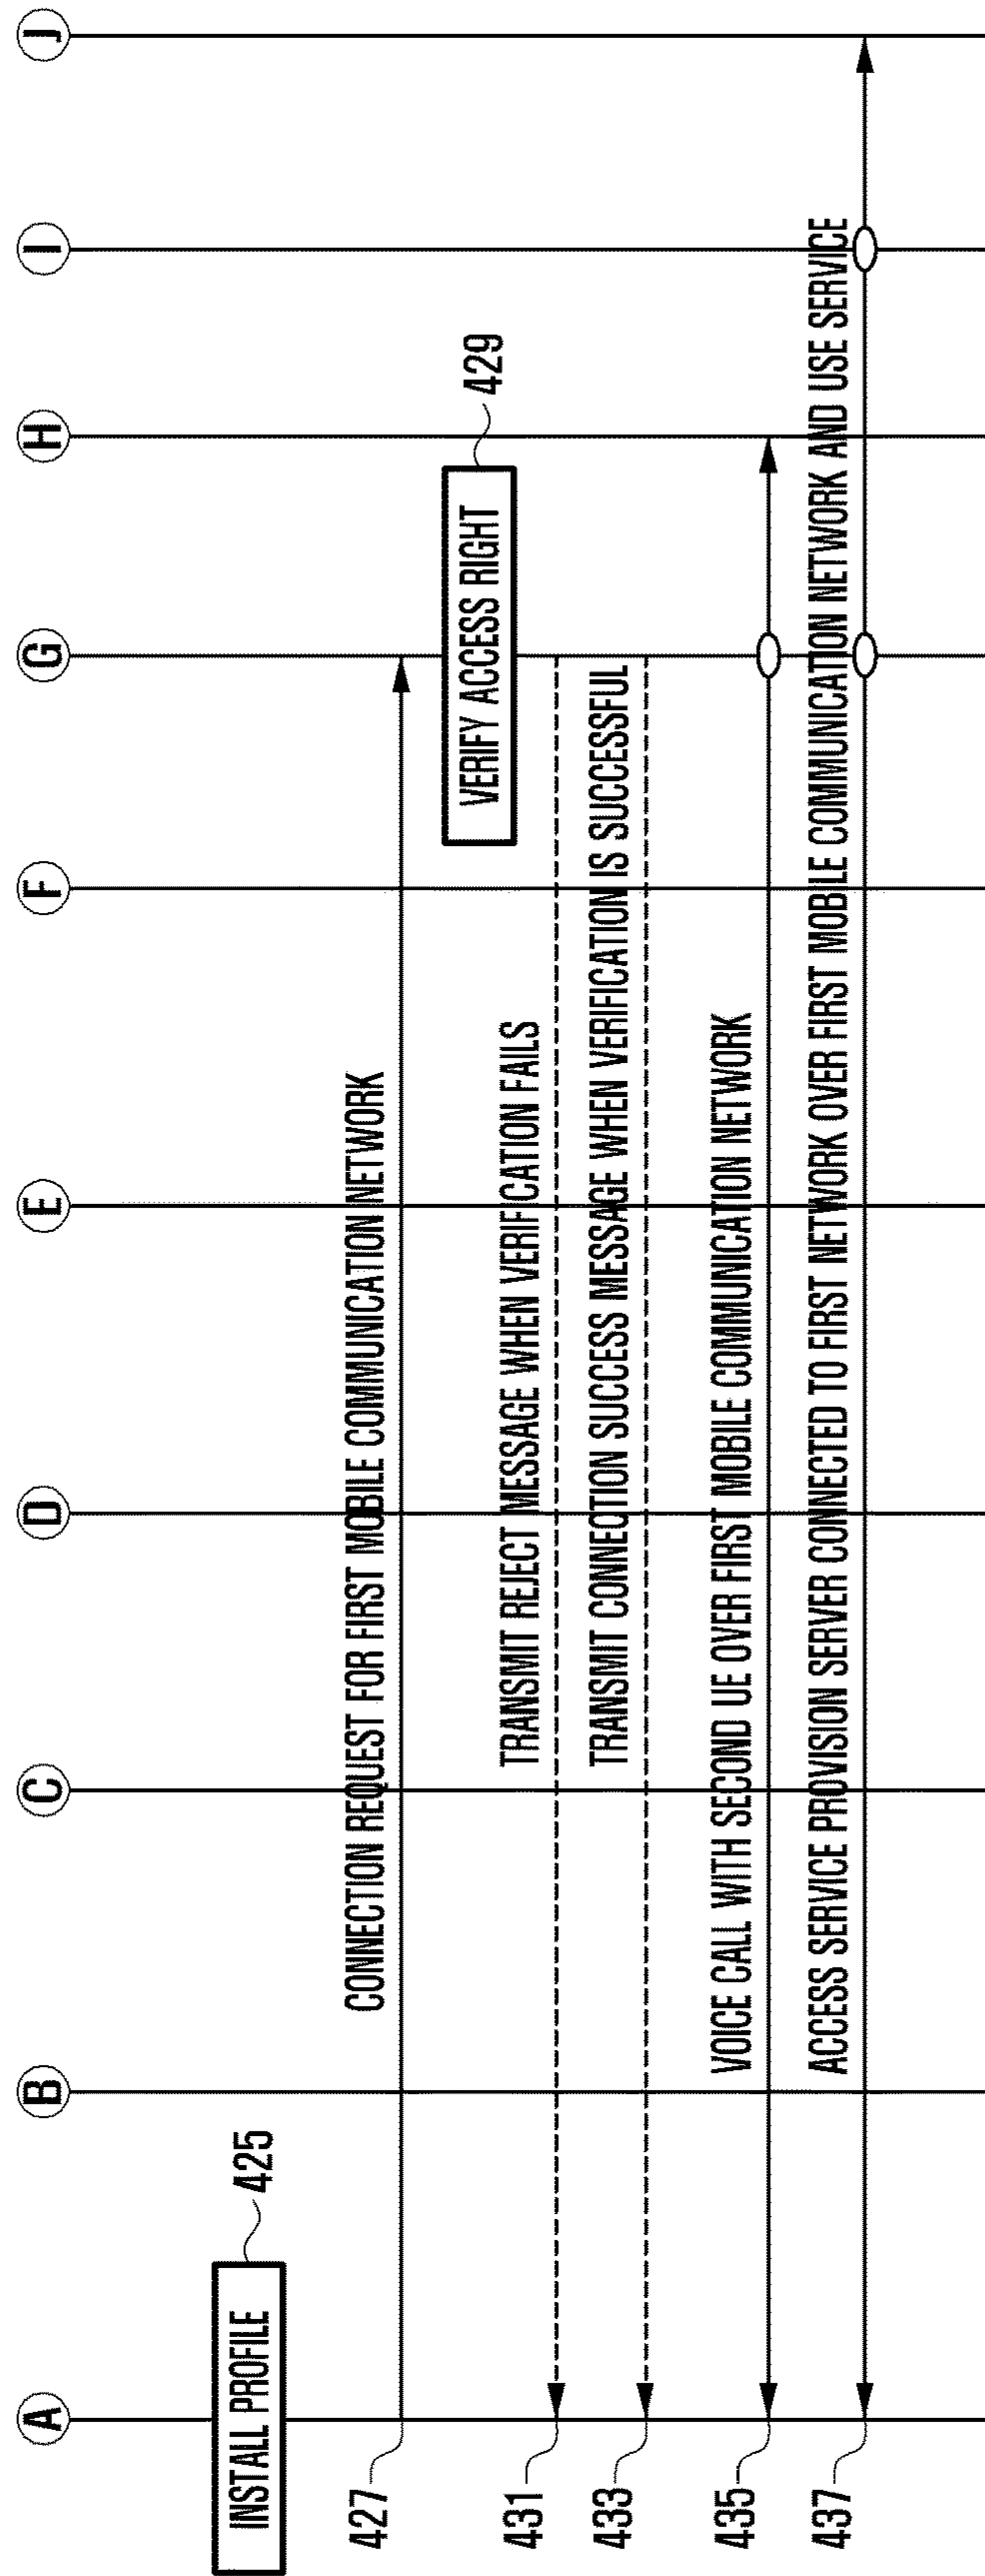 A
B
C
D
E
F
G
H
I
J
INSTALL PROFILE
425
427
CONNECTION REQUEST FOR FIRST MOBILE COMMUNICATION NETWORK
VERIFY ACCESS RIGHT
429
431
TRANSMIT REJECT MESSAGE WHEN VERIFICATION FAILS
433
TRANSMIT CONNECTION SUCCESS MESSAGE WHEN VERIFICATION IS SUCCESSFUL
435
VOICE CALL WITH SECOND UE OVER FIRST MOBILE COMMUNICATION NETWORK
437
ACCESS SERVICE PROVISION SERVER CONNECTED TO FIRST NETWORK OVER FIRST MOBILE COMMUNICATION NETWORK AND USE SERVICE